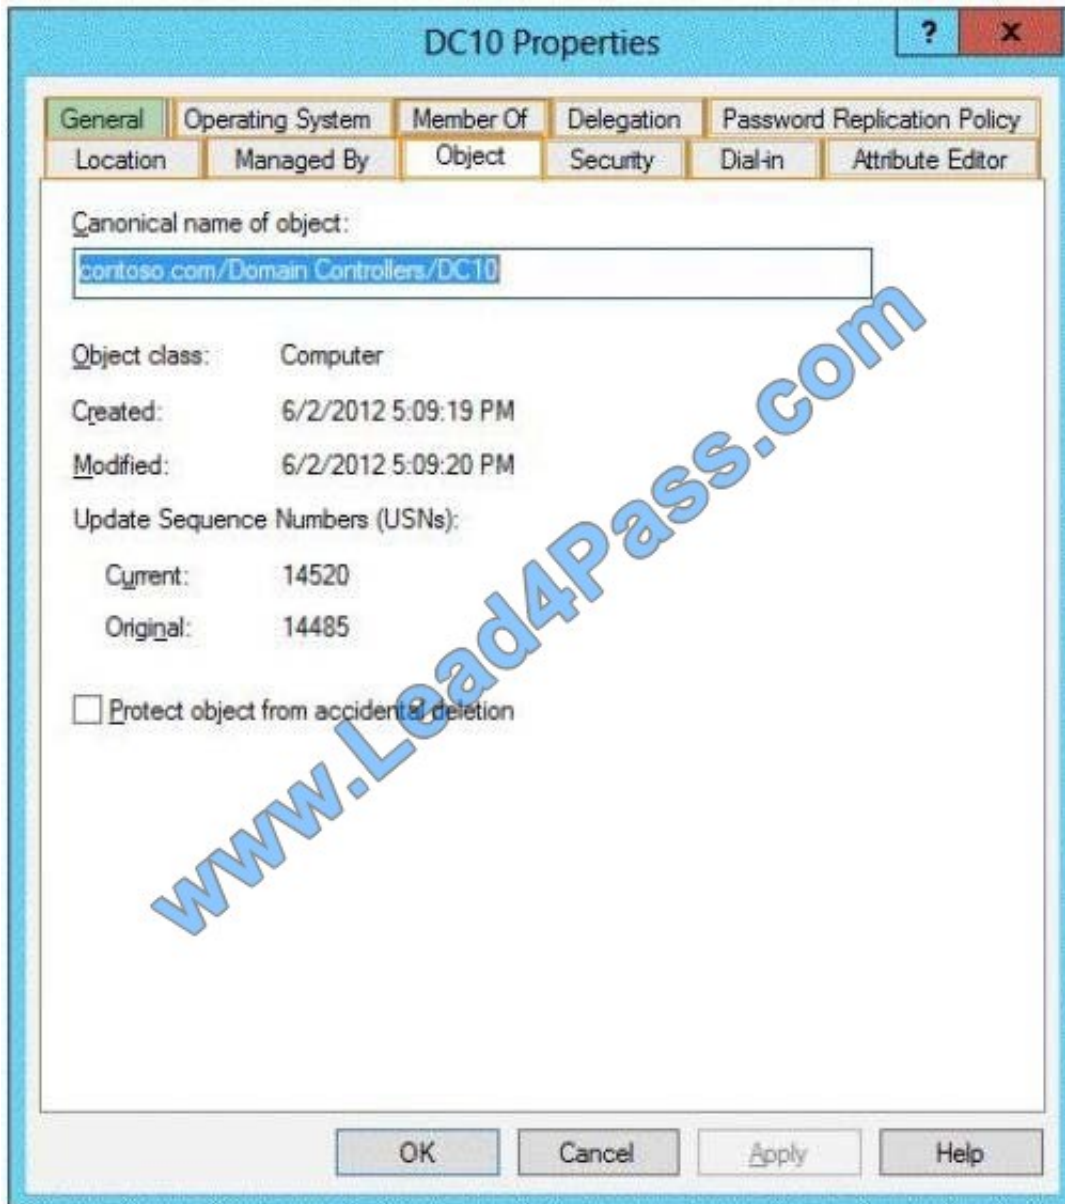 DC10 Properties
? x
General Operating System Member Of Delegation Password Replication Policy
Location Managed By Object Security Dial-in Attribute Editor
Canonical name of object:
contoso.com/Domain Controllers/DC10
Object class: Computer
Created: 6/2/2012 5:09:19 PM
Modified: 6/2/2012 5:09:20 PM
Update Sequence Numbers (USNs):
Current: 14520
Original: 14485
Protect object from accidental deletion
www.Lead4Pass.com
OK Cancel Apply Help